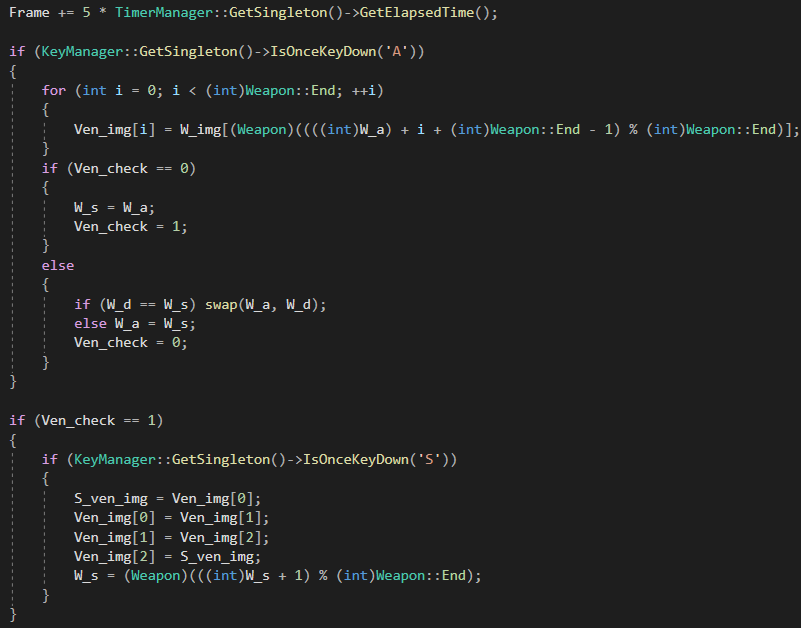 Frame += 5 * TimerManager::GetSingleton()->GetElapsedTime();

if (KeyManager::GetSingleton()->IsOnceKeyDown('A'))
{
    for (int i = 0; i < (int)Weapon::End; ++i)
    {
        Ven_img[i] = W_img[(Weapon)((((int)W_a) + i + (int)Weapon::End - 1) % (int)Weapon::End)];
    }
    if (Ven_check == 0)
    {
        W_s = W_a;
        Ven_check = 1;
    }
    else
    {
        if (W_d == W_s) swap(W_a, W_d);
        else W_a = W_s;
        Ven_check = 0;
    }
}

if (Ven_check == 1)
{
    if (KeyManager::GetSingleton()->IsOnceKeyDown('S'))
    {
        S_ven_img = Ven_img[0];
        Ven_img[0] = Ven_img[1];
        Ven_img[1] = Ven_img[2];
        Ven_img[2] = S_ven_img;
        W_s = (Weapon)(((int)W_s + 1) % (int)Weapon::End);
    }
}